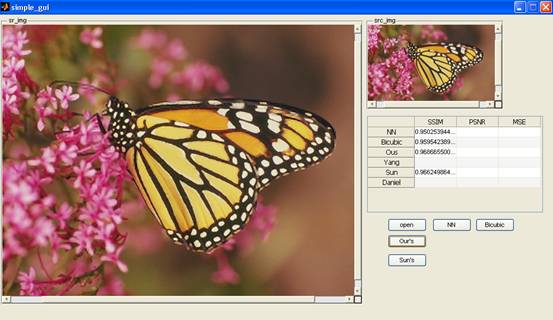 simple_gui
sr_img
src_img
SSIM PSNR MSE
NN 0.950253944...
Bicubic 0.959542389...
Ous 0.968665500...
Yang
Sun 0.966249864...
Daniel
open NN Bicubic
Our's
Sun's